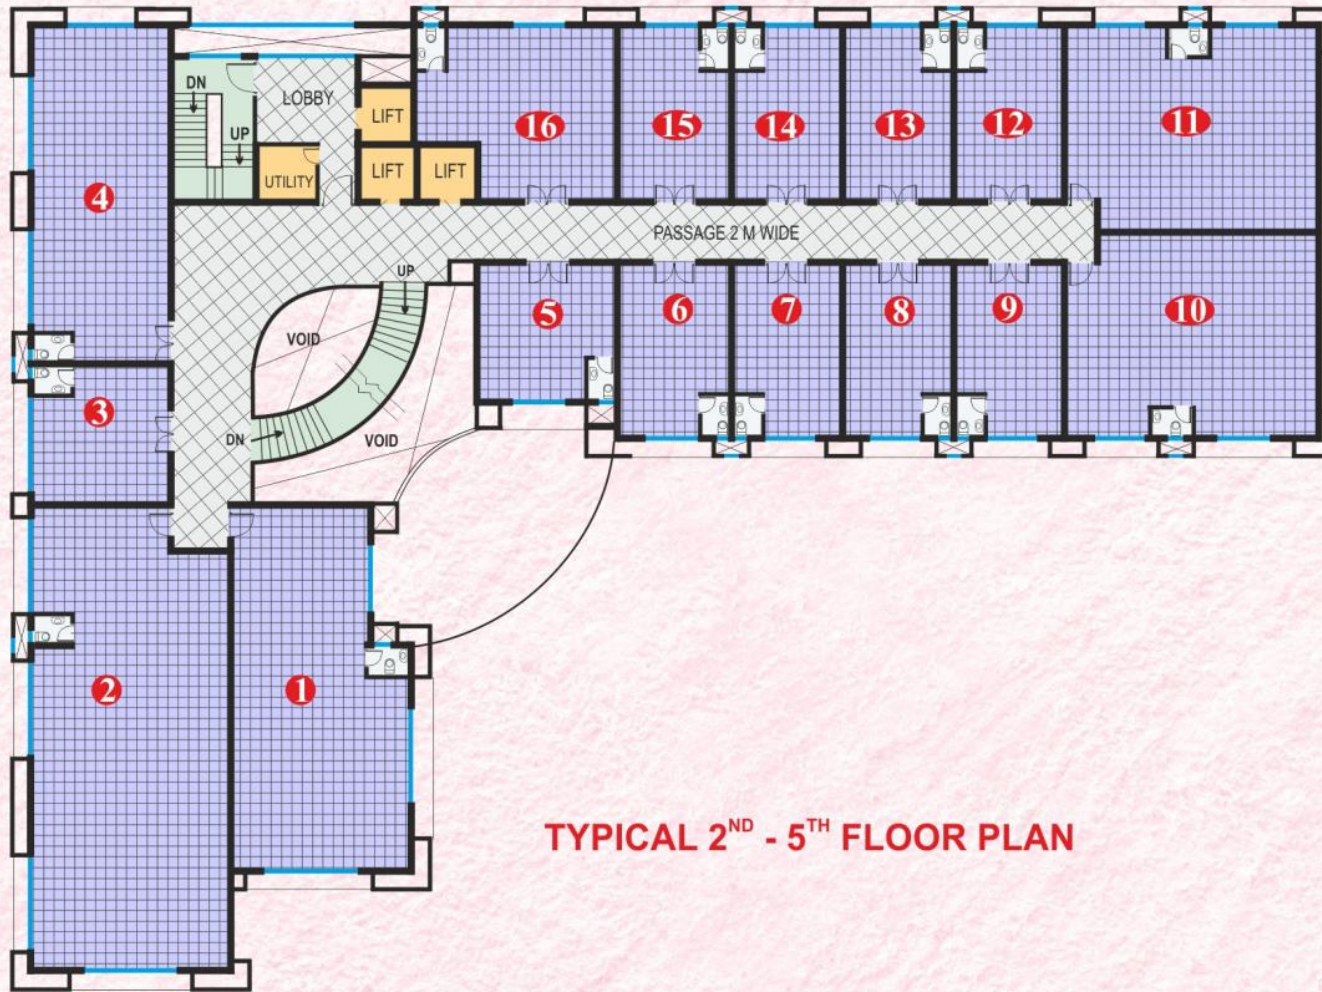 DN
UP
LOBBY
LIFT
UTILITY
LIFT
LIFT
16
15
14
13
12
11
4
PASSAGE 2 M WIDE
UP
VOID
5
6
7
8
9
10
3
DN
VOID
2
1
TYPICAL 2ND - 5TH FLOOR PLAN